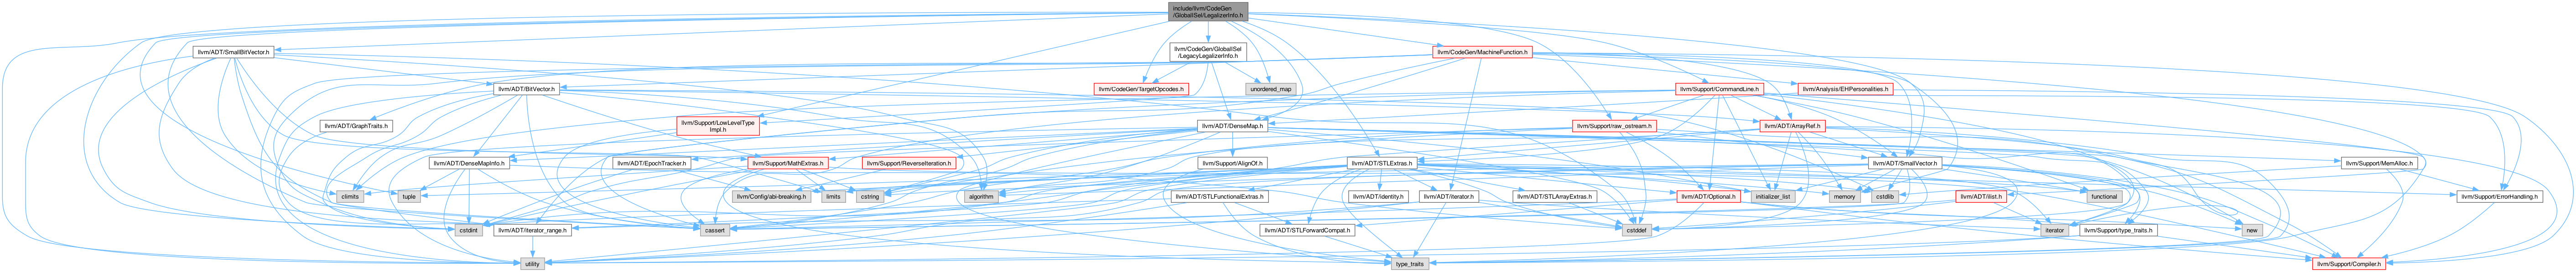 include/llvm/CodeGen
/GlobalISel/LegalizerInfo.h
llvm/ADT/SmallBitVector.h
llvm/CodeGen/GlobalISel
/LegacyLegalizerInfo.h
llvm/CodeGen/MachineFunction.h
llvm/ADT/BitVector.h
llvm/CodeGen/TargetOpcodes.h
unordered_map
llvm/Support/CommandLine.h
llvm/Analysis/EHPersonalities.h
llvm/ADT/GraphTraits.h
llvm/Support/LowLevelType
Impl.h
llvm/ADT/DenseMap.h
llvm/Support/raw_ostream.h
llvm/ADT/ArrayRef.h
llvm/ADT/DenseMapInfo.h
llvm/ADT/EpochTracker.h
llvm/Support/MathExtras.h
llvm/Support/ReverseIteration.h
llvm/Support/AlignOf.h
llvm/ADT/STLExtras.h
llvm/ADT/SmallVector.h
llvm/Support/MemAlloc.h
climits
tuple
llvm/Config/abi-breaking.h
limits
cstring
algorithm
llvm/ADT/STLFunctionalExtras.h
llvm/ADT/identity.h
llvm/ADT/iterator.h
llvm/ADT/STLArrayExtras.h
initializer_list
llvm/ADT/Optional.h
memory
cstdlib
llvm/ADT/ilist.h
functional
llvm/Support/ErrorHandling.h
cstdint
llvm/ADT/iterator_range.h
cassert
llvm/ADT/STLForwardCompat.h
cstddef
iterator
llvm/Support/type_traits.h
new
utility
type_traits
llvm/Support/Compiler.h